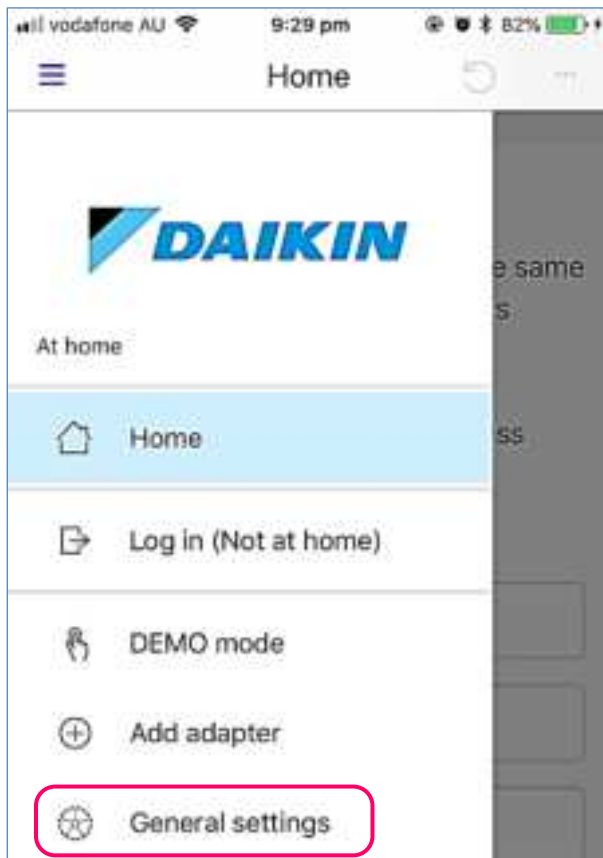 vodafone AU 9:29 pm 82%
Home
DAIKIN
e same
s
At home
Home
ss
Log in (Not at home)
DEMO mode
Add adapter
General settings